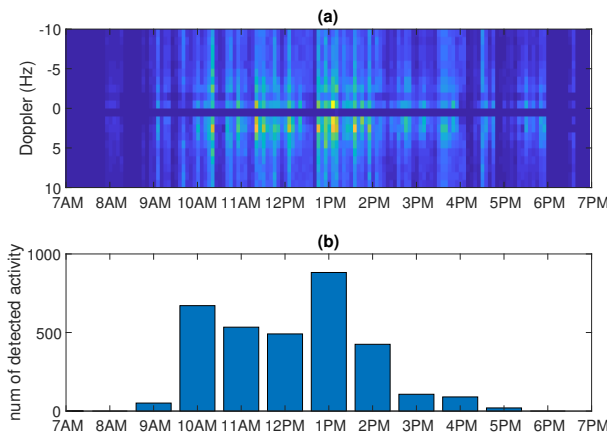 (a)
-10
-5
0
5
10
Doppler (Hz)
7AM 8AM 9AM 10AM 11AM 12PM 1PM 2PM 3PM 4PM 5PM 6PM 7PM
(b)
1000
500
0
num of detected activity
7AM 8AM 9AM 10AM 11AM 12PM 1PM 2PM 3PM 4PM 5PM 6PM 7PM